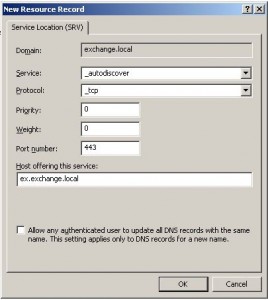 New Resource Record
Service Location (SRV)
Domain: exchange.local
Service: _autodiscover
Protocol: _tcp
Priority: 0
Weight: 0
Port number: 443
Host offering this service:
ex.exchange.local
Allow any authenticated user to update all DNS records with the same
name. This setting applies only to DNS records for a new name.
OK Cancel